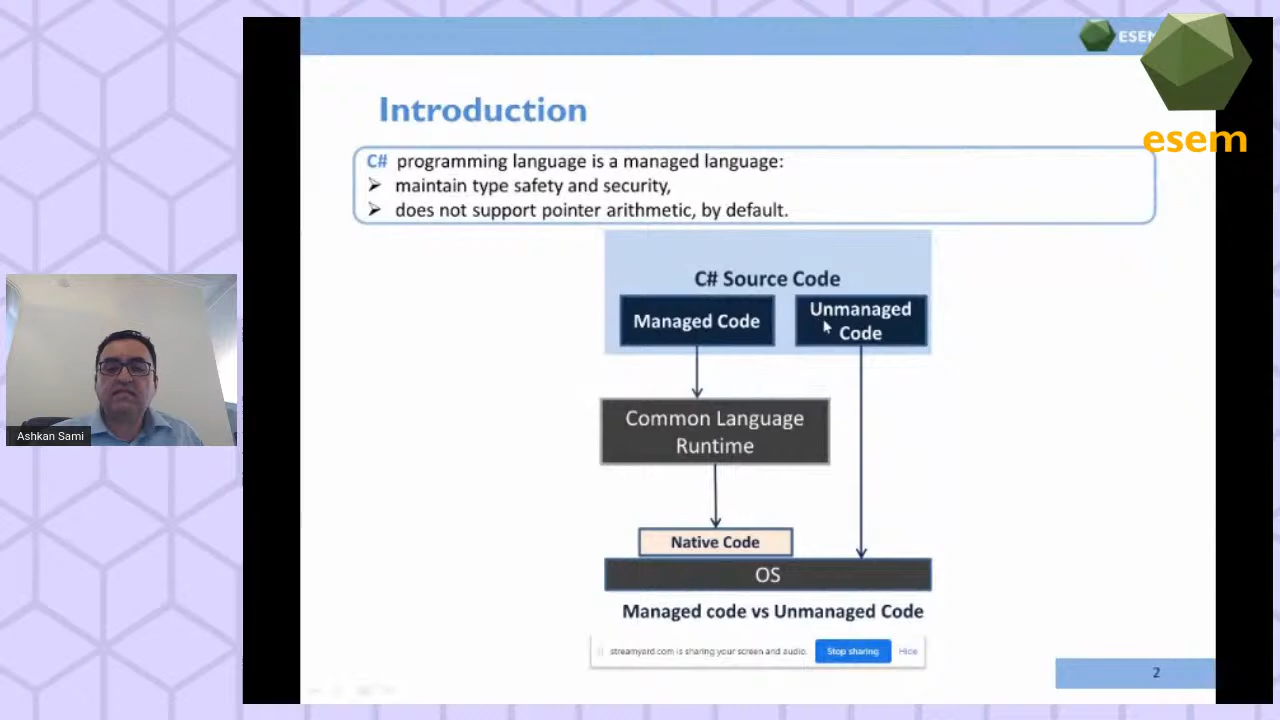 ESEM
esem
Introduction
C# programming language is a managed language:
➢ maintain type safety and security,
➢ does not support pointer arithmetic, by default.
C# Source Code
Managed Code
Unmanaged
Code
Common Language
Runtime
Native Code
OS
Managed code vs Unmanaged Code
streamyard.com is sharing your screen and audio.
Stop sharing
Hide
2
Ashkan Sami